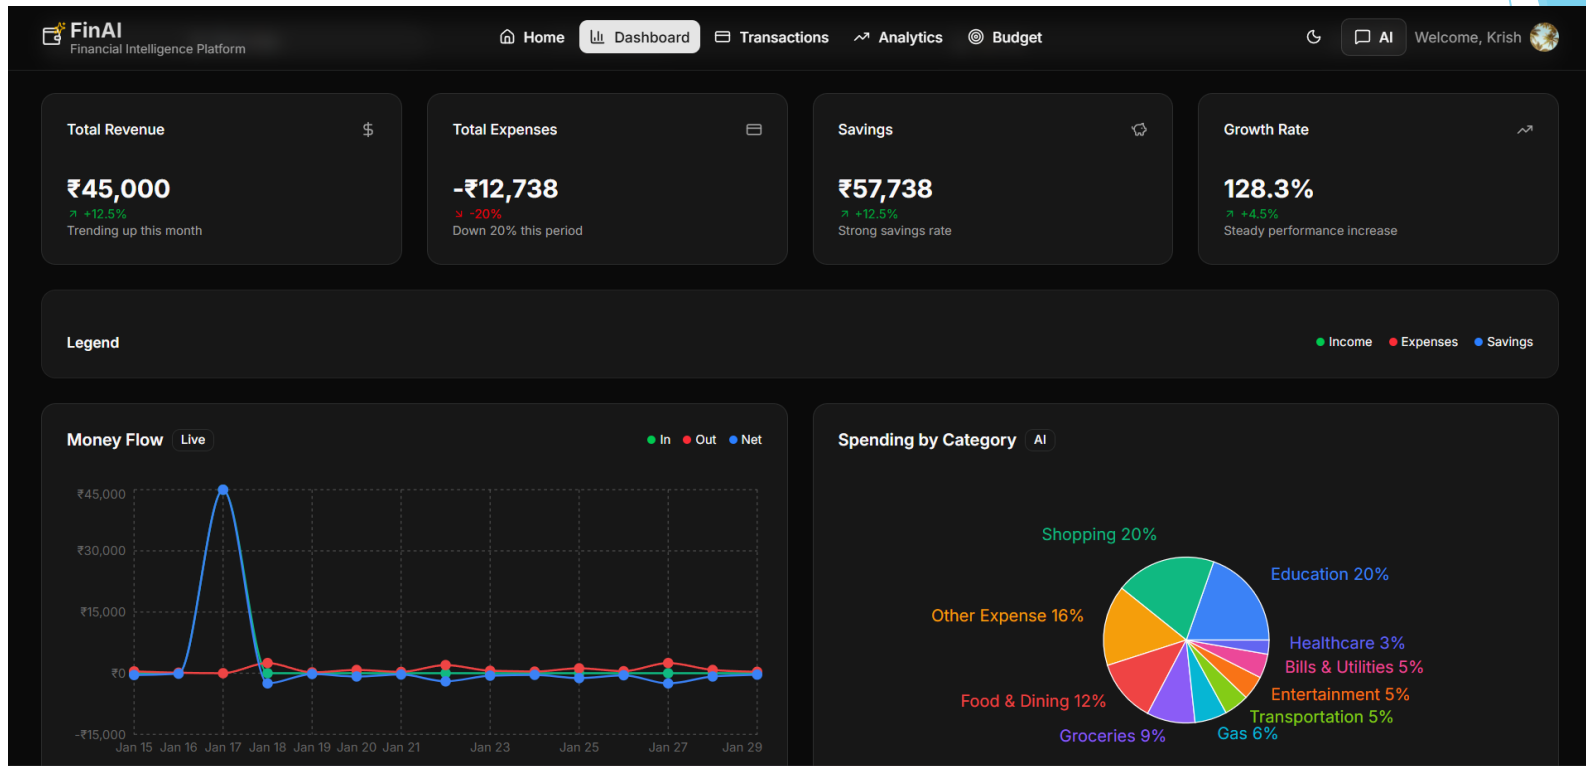 FinAI
Financial Intelligence Platform
Home
Dashboard
Transactions
Analytics
Budget
AI
Welcome, Krish
Total Revenue
₹45,000
+12.5%
Trending up this month
Total Expenses
-₹12,738
-20%
Down 20% this period
Savings
₹57,738
+12.5%
Strong savings rate
Growth Rate
128.3%
+4.5%
Steady performance increase
Legend
Income
Expenses
Savings
Money Flow
Live
In
Out
Net
₹45,000
₹30,000
₹15,000
₹0
-₹15,000
Jan 15
Jan 16
Jan 17
Jan 18
Jan 19
Jan 20
Jan 21
Jan 23
Jan 25
Jan 27
Jan 29
Spending by Category
AI
Shopping 20%
Education 20%
Other Expense 16%
Healthcare 3%
Bills & Utilities 5%
Entertainment 5%
Food & Dining 12%
Transportation 5%
Groceries 9%
Gas 6%